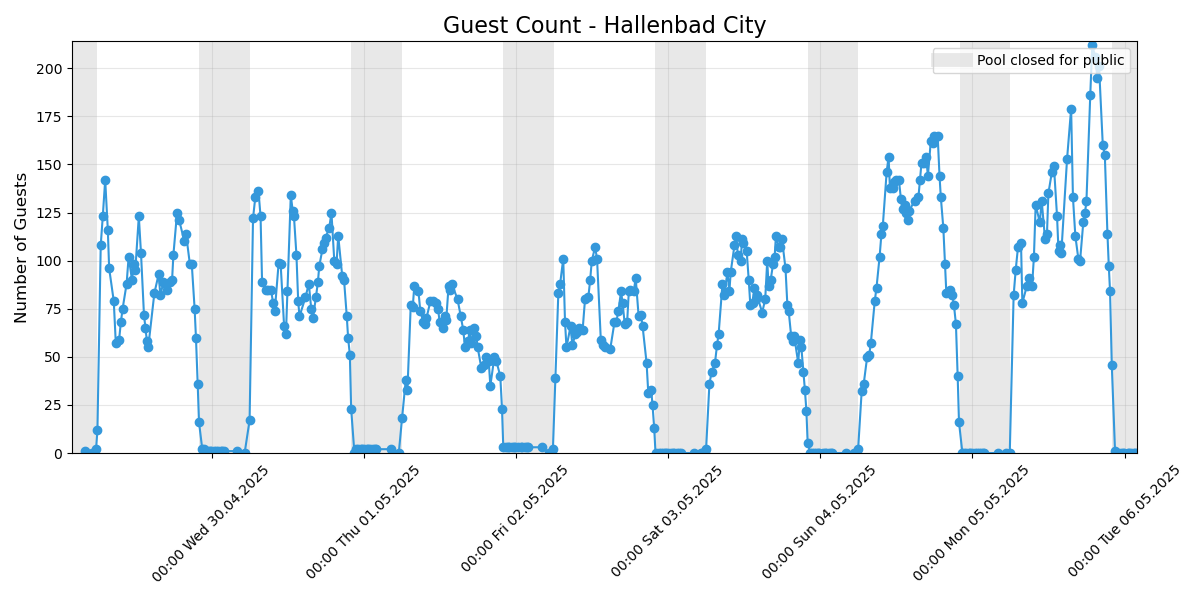 Guest Count - Hallenbad City
Pool closed for public
Number of Guests
200
175
150
125
100
75
50
25
0
00:00 Wed 30.04.2025
00:00 Thu 01.05.2025
00:00 Fri 02.05.2025
00:00 Sat 03.05.2025
00:00 Sun 04.05.2025
00:00 Mon 05.05.2025
00:00 Tue 06.05.2025